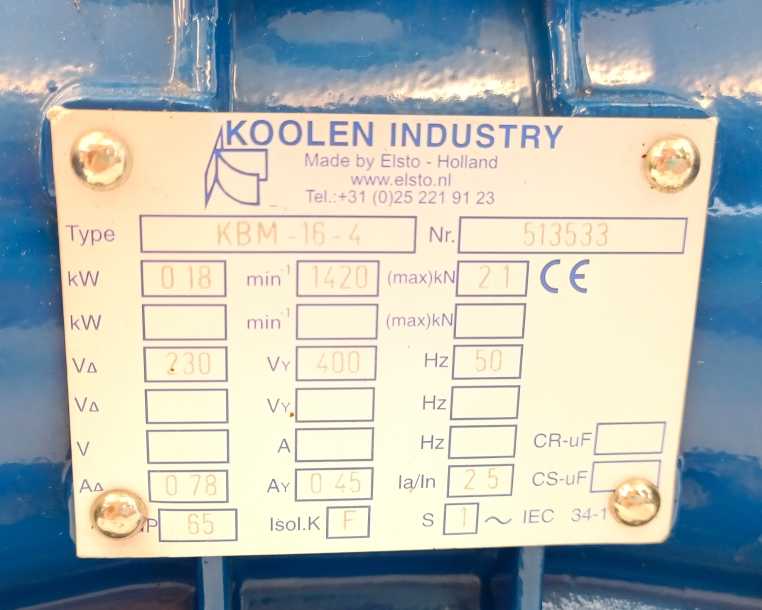 KOOLEN INDUSTRY
Made by Elsto - Holland
www.elsto.nl
Tel.:+31 (0)25 221 91 23
Type KBM-16-4 Nr. 513533
kW 0 18 min-1 1420 (max)kN 2 1 CE
kW min-1 (max)kN
V∆ 230 VY 400 Hz 50
V∆ VY Hz
V A Hz CR-uF
A∆ 0 78 AY 0 45 Ia/In 2 5 CS-uF
P 65 Isol.K F S 1 ~ IEC 34-1